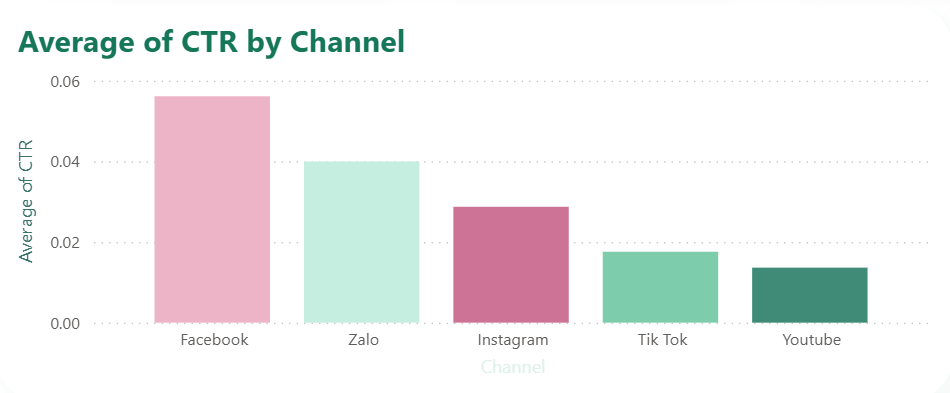 Average of CTR by Channel
Average of CTR
0.06
0.04
0.02
0.00
Facebook Zalo Instagram Tik Tok Youtube
Channel